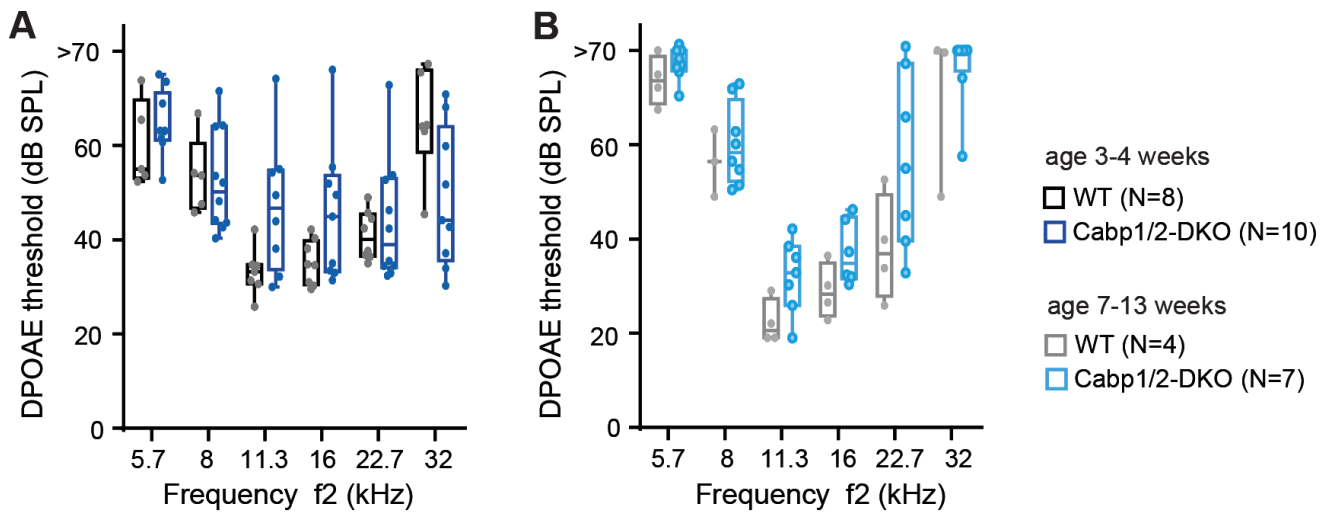 A
DPOAE threshold (dB SPL)
>70
60
40
20
0
5.7 8 11.3 16 22.7 32
Frequency f2 (kHz)
B
DPOAE threshold (dB SPL)
>70
60
40
20
0
5.7 8 11.3 16 22.7 32
Frequency f2 (kHz)
age 3-4 weeks
WT (N=8)
Cabp1/2-DKO (N=10)
age 7-13 weeks
WT (N=4)
Cabp1/2-DKO (N=7)